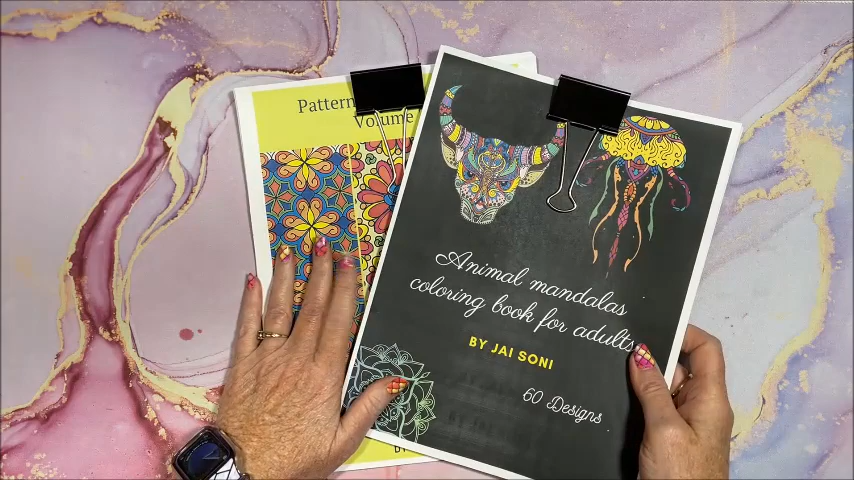 Pattern
Volume
Animal mandalas
coloring book for adults
BY JAI SONI
60 Designs